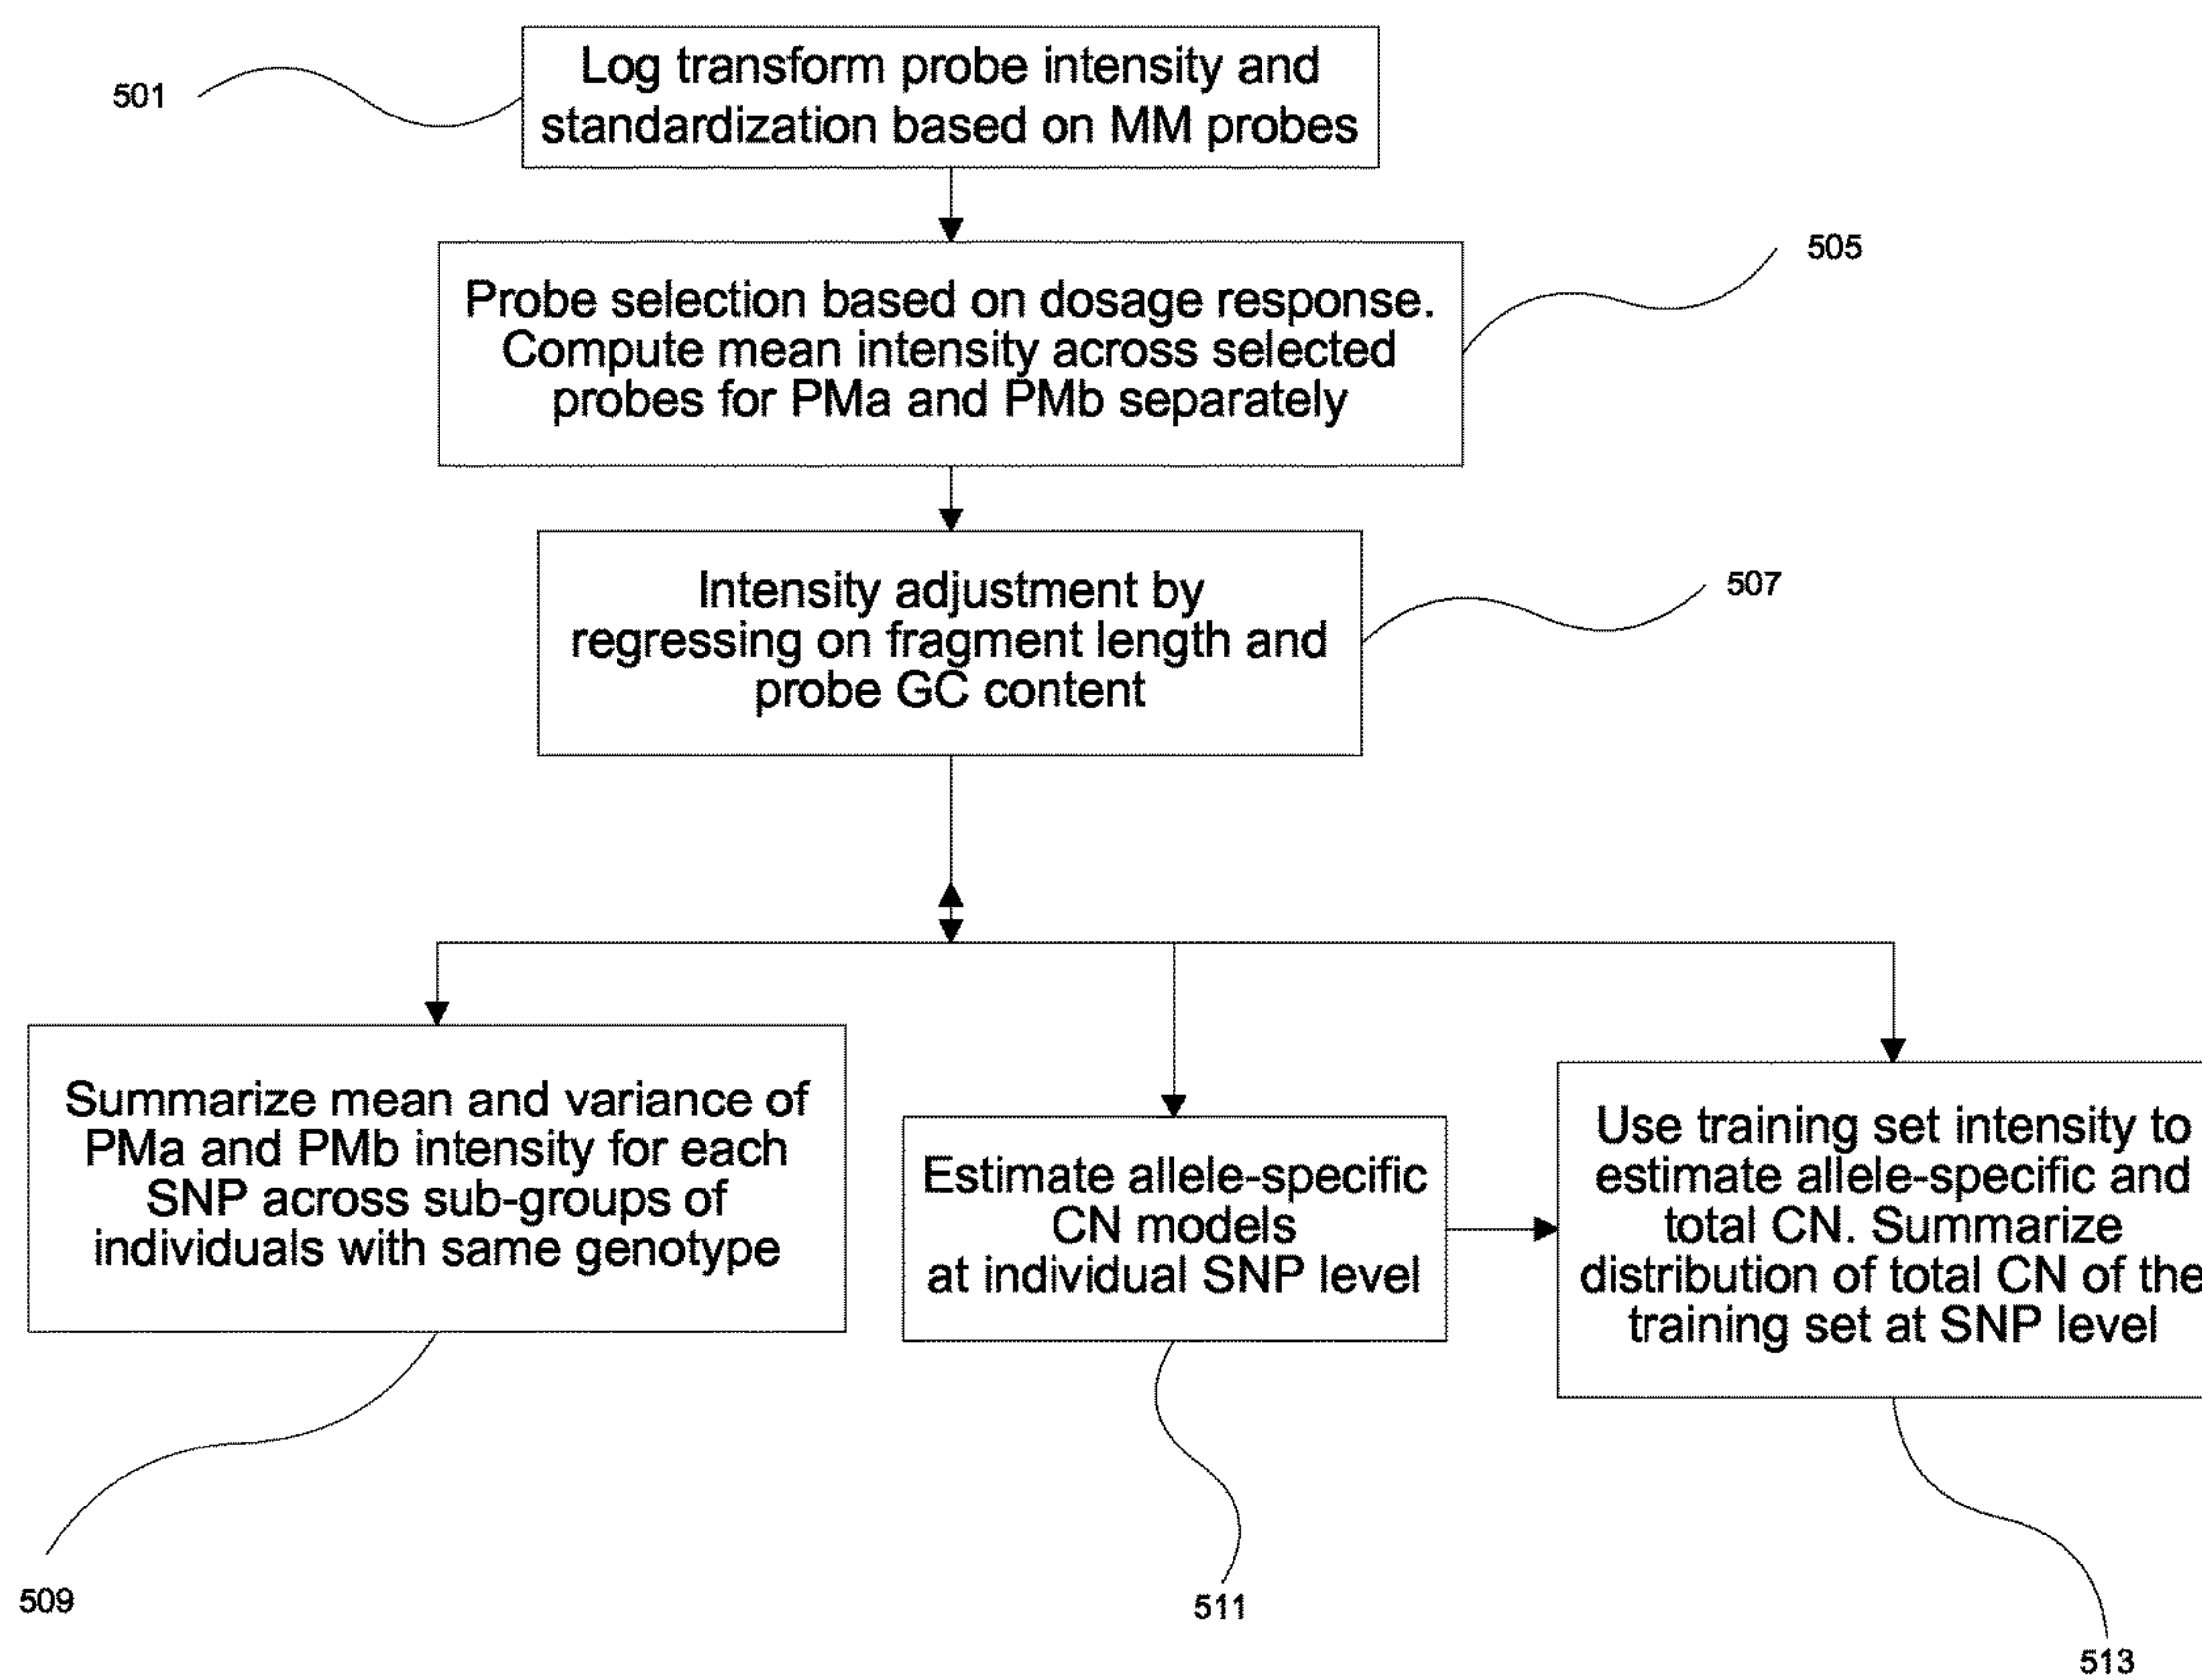 501
Log transform probe intensity and
standardization based on MM probes
505
Probe selection based on dosage response.
Compute mean intensity across selected
probes for PMa and PMb separately
507
Intensity adjustment by
regressing on fragment length and
probe GC content
Summarize mean and variance of
PMa and PMb intensity for each
SNP across sub-groups of
individuals with same genotype
Estimate allele-specific
CN models
at individual SNP level
Use training set intensity to
estimate allele-specific and
total CN. Summarize
distribution of total CN of the
training set at SNP level
509
511
513